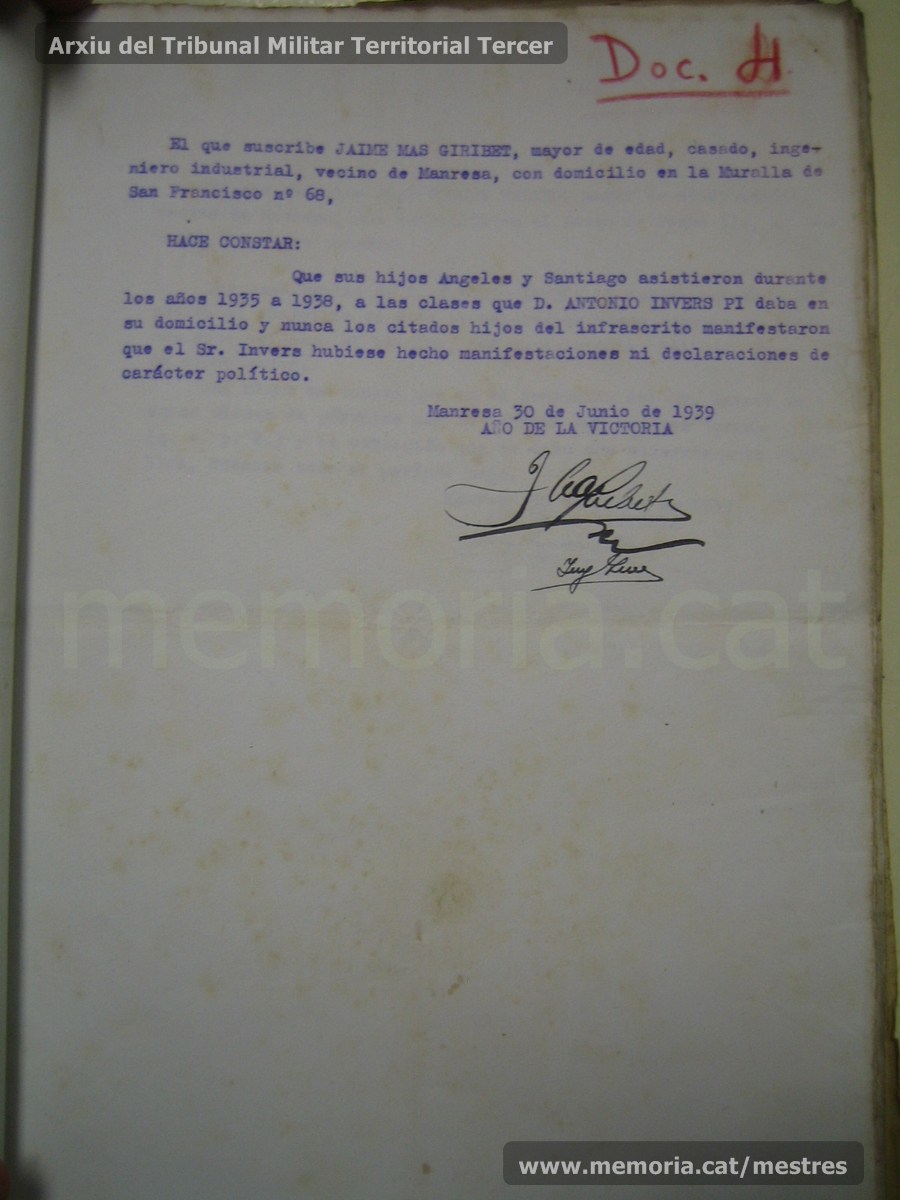 Arxiu del Tribunal Militar Territorial Tercer
Doc. H
El que suscribe JAIME MAS GIRIBET, mayor de edad, casado, inge-
niero industrial, vecino de Manresa, con domicilio en la Muralla de
San Francisco nº 68,
HACE CONSTAR:
Que sus hijos Angeles y Santiago asistieron durante
los años 1935 a 1938, a las clases que D. ANTONIO INVERS PI daba en
su domicilio y nunca los citados hijos del infrascrito manifestaron
que el Sr. Invers hubiese hecho manifestaciones ni declaraciones de
carácter político.
Manresa 30 de Junio de 1939
AÑO DE LA VICTORIA
memoria.cat
www.memoria.cat/mestres